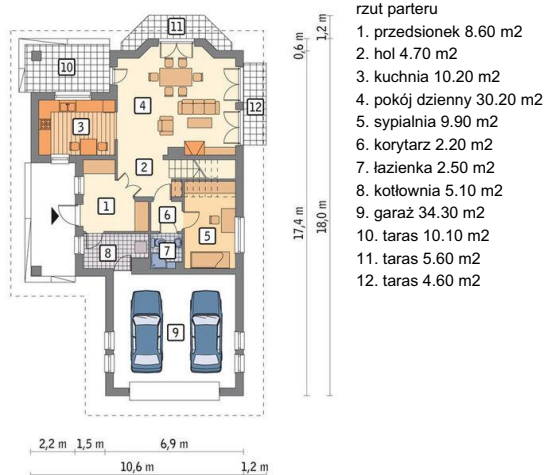 rzut parteru
1. przedsionek 8.60 m2
2. hol 4.70 m2
3. kuchnia 10.20 m2
4. pokój dzienny 30.20 m2
5. sypialnia 9.90 m2
6. korytarz 2.20 m2
7. łazienka 2.50 m2
8. kotłownia 5.10 m2
9. garaż 34.30 m2
10. taras 10.10 m2
11. taras 5.60 m2
12. taras 4.60 m2
11
10
4
12
3
2
1
6
5
7
8
9
0,6 m
1,2 m
17,4 m
18,0 m
2,2 m 1,5 m 6,9 m
10,6 m 1,2 m